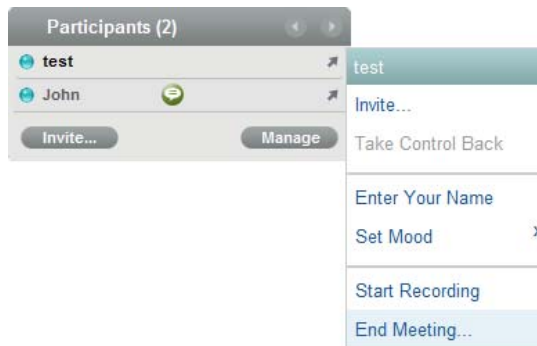 Participants (2)
test
John
Invite...
Manage
test
Invite...
Take Control Back
Enter Your Name
Set Mood
Start Recording
End Meeting...